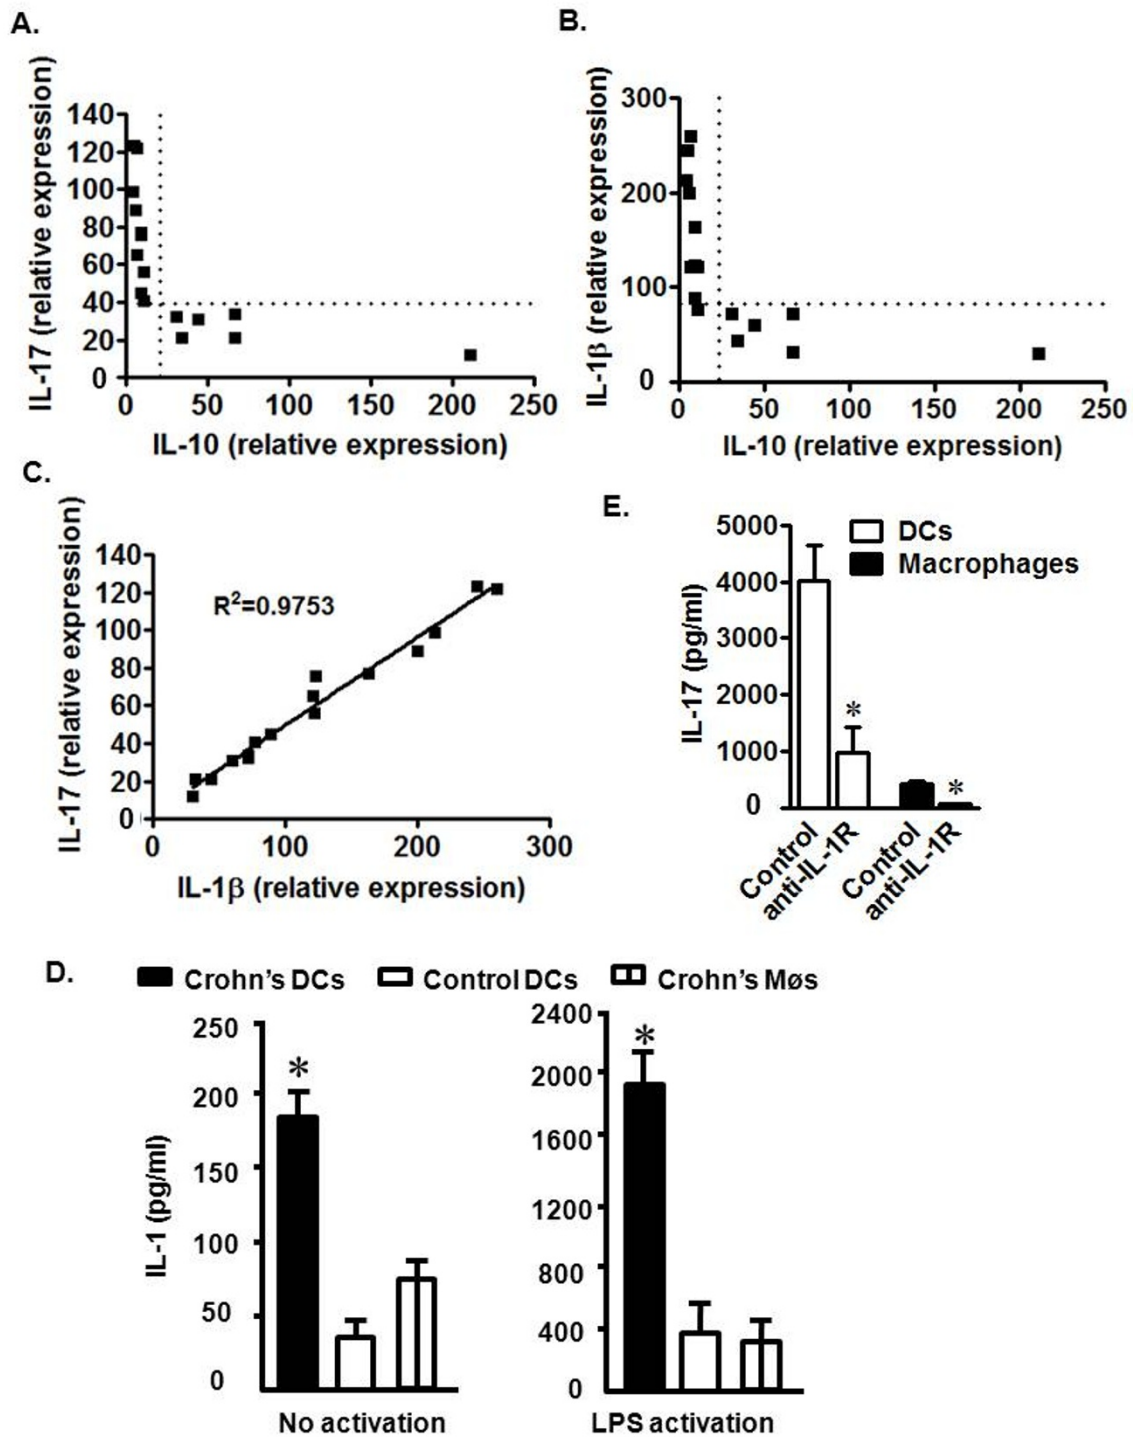 A.
IL-17 (relative expression)
140
120
100
80
60
40
20
0
0 50 100 150 200 250
IL-10 (relative expression)
B.
IL-1β (relative expression)
300
200
100
0
0 50 100 150 200 250
IL-10 (relative expression)
C.
IL-17 (relative expression)
140
120
100
80
60
40
20
0
R²=0.9753
0 100 200 300
IL-1β (relative expression)
E.
IL-17 (pg/ml)
5000
4000
3000
2000
1000
0
DCs
Macrophages
*
*
Control
anti-IL-1R
Control
anti-IL-1R
D.
Crohn's DCs Control DCs Crohn's Møs
IL-1 (pg/ml)
250
200
150
100
50
0
*
No activation
2400
2000
1600
1200
800
400
0
*
LPS activation